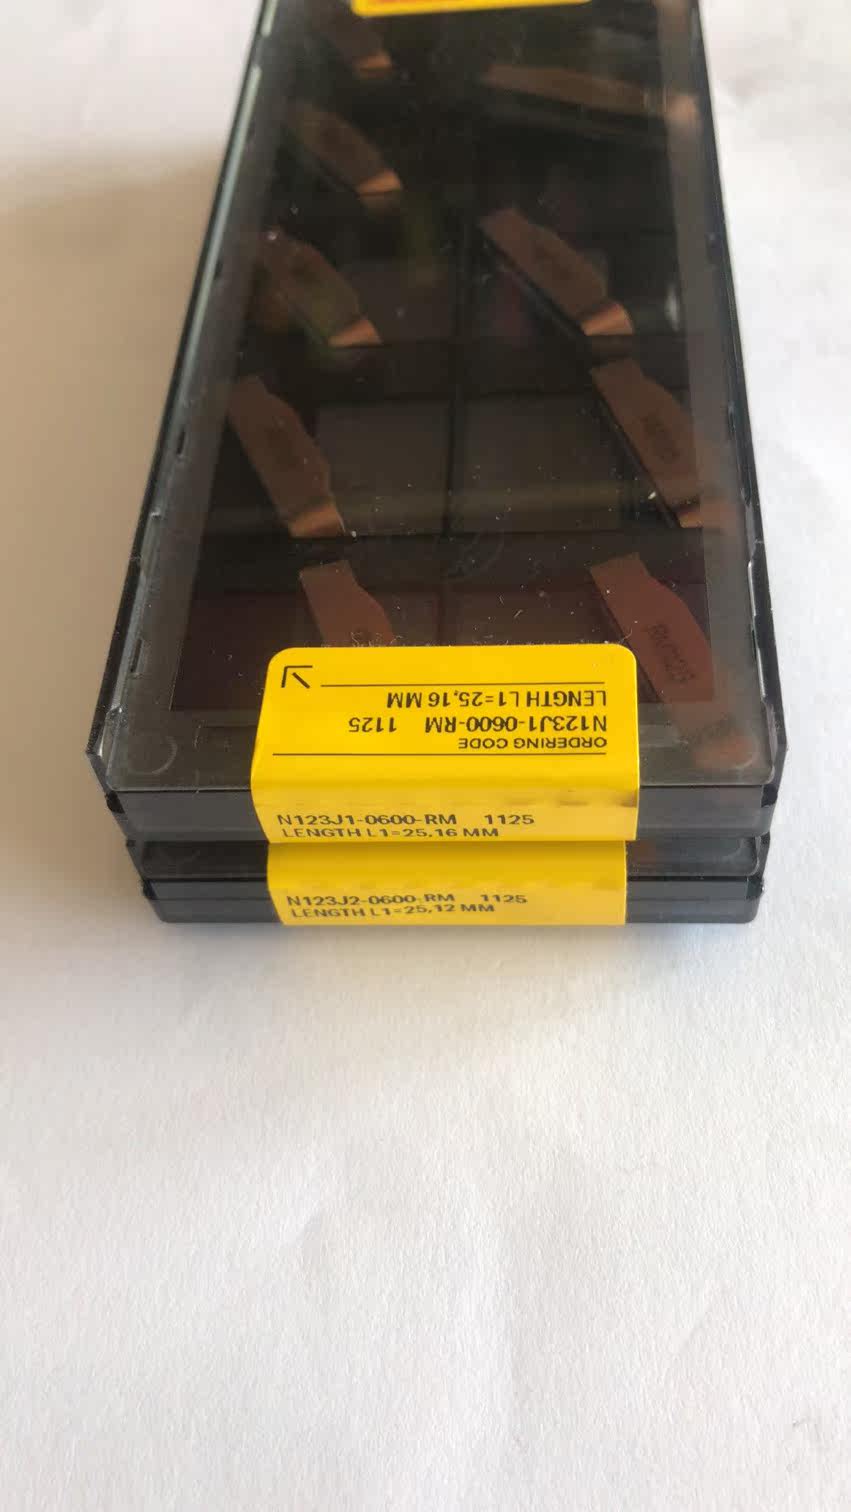 ORDERING CODE
N123J1-0600-RM 1125
LENGTH L1=25,16 MM
N123J1-0600-RM 1125
LENGTH L1=25,16 MM
N123J2-0600-RM 1125
LENGTH L1=25,12 MM